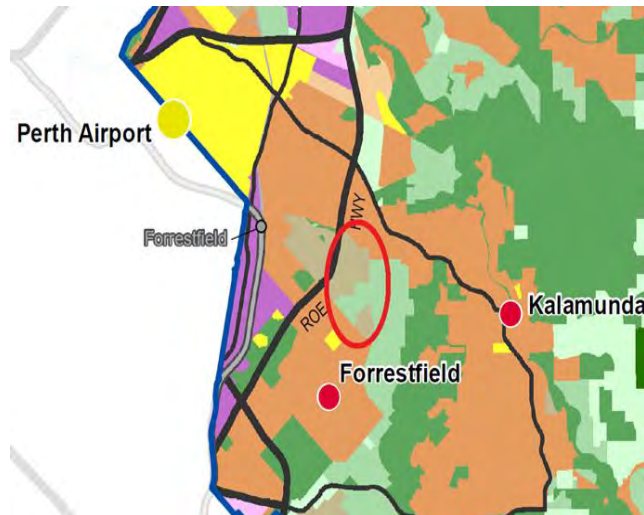 Perth Airport
Forrestfield
HWY
ROE
Kalamunda
Forrestfield